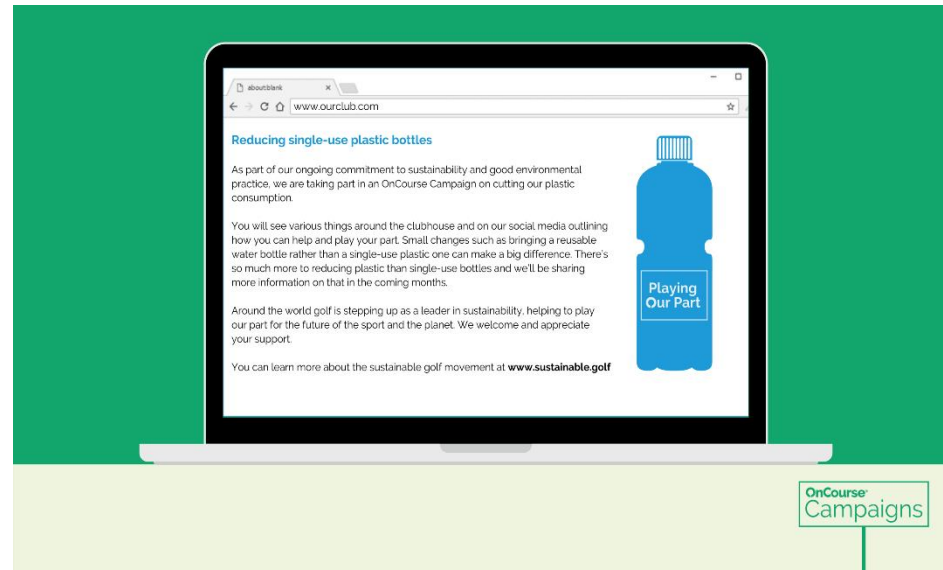 about:blank
www.ourclub.com
Reducing single-use plastic bottles
As part of our ongoing commitment to sustainability and good environmental
practice, we are taking part in an OnCourse Campaign on cutting our plastic
consumption.
You will see various things around the clubhouse and on our social media outlining
how you can help and play your part. Small changes such as bringing a reusable
water bottle rather than a single-use plastic one can make a big difference. There's
so much more to reducing plastic than single-use bottles and we'll be sharing
more information on that in the coming months.
Around the world golf is stepping up as a leader in sustainability, helping to play
our part for the future of the sport and the planet. We welcome and appreciate
your support.
You can learn more about the sustainable golf movement at www.sustainable.golf
Playing
Our Part
OnCourse®
Campaigns